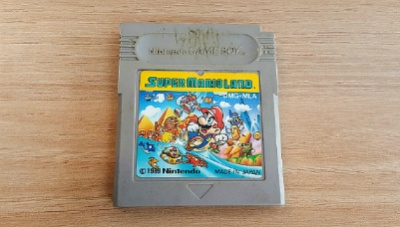 Nintendo GAME BOY
SUPER MARIO LAND
DMG-MLA
© 1989 Nintendo
MADE IN JAPAN